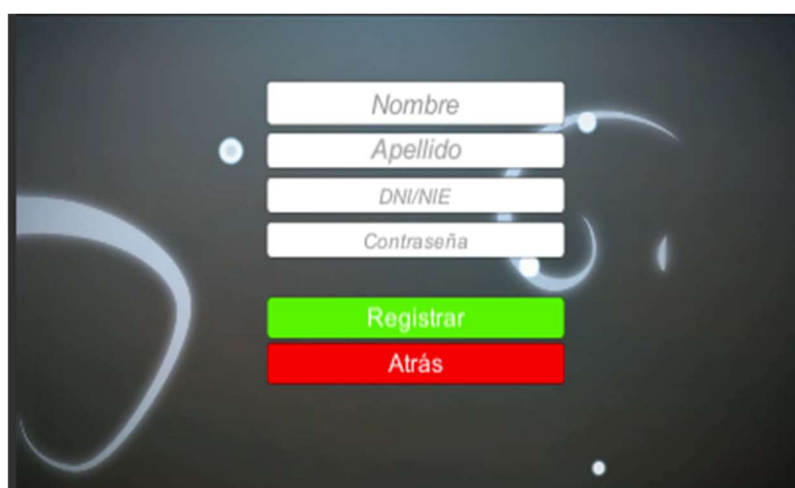 Nombre
Apellido
DNI/NIE
Contraseña
Registrar
Atrás